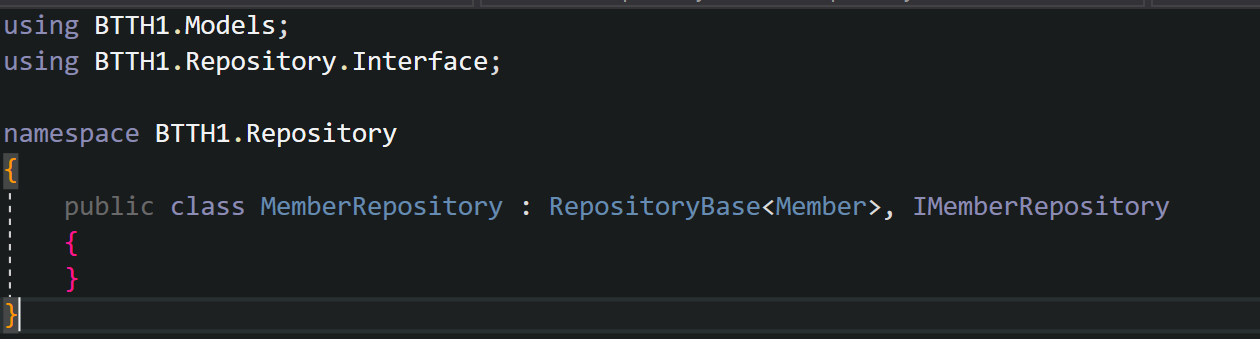 using BTTH1.Models;
using BTTH1.Repository.Interface;
namespace BTTH1.Repository
{
public class MemberRepository : RepositoryBase<Member>, IMemberRepository
{
}
}